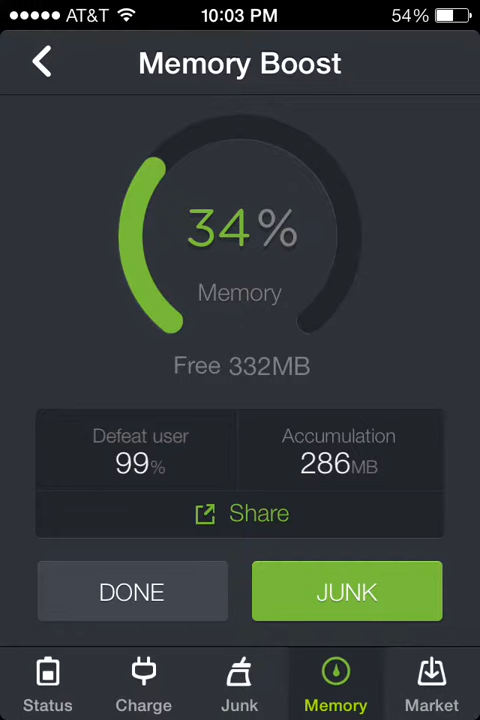 AT&T 10:03 PM 54%
Memory Boost
34%
Memory
Free 332MB
Defeat user Accumulation
99% 286MB
Share
DONE JUNK
Status Charge Junk Memory Market